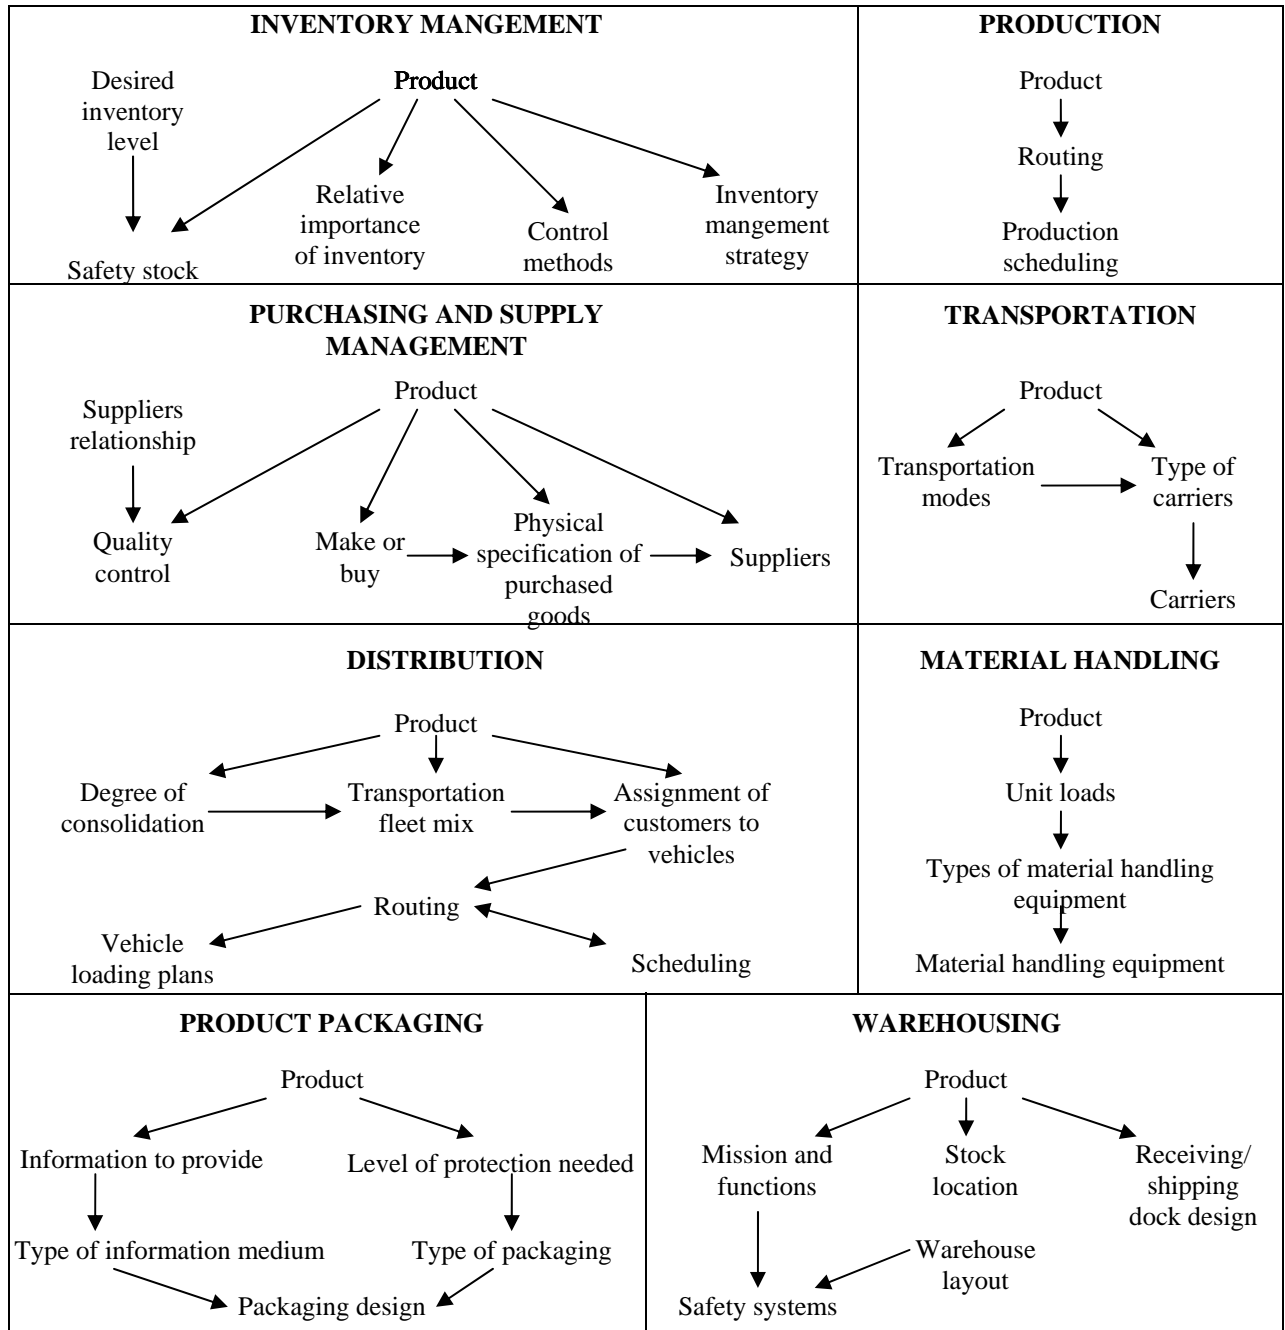 INVENTORY MANGEMENT
Desired
inventory
level
Product
Relative
importance
of inventory
Control
methods
Inventory
mangement
strategy
Safety stock
PRODUCTION
Product
Routing
Production
scheduling
PURCHASING AND SUPPLY
MANAGEMENT
Suppliers
relationship
Product
Quality
control
Make or
buy
Physical
specification of
purchased
goods
Suppliers
TRANSPORTATION
Product
Transportation
modes
Type of
carriers
Carriers
DISTRIBUTION
Product
Degree of
consolidation
Transportation
fleet mix
Assignment of
customers to
vehicles
Routing
Vehicle
loading plans
Scheduling
MATERIAL HANDLING
Product
Unit loads
Types of material handling
equipment
Material handling equipment
PRODUCT PACKAGING
Product
Information to provide
Level of protection needed
Type of information medium
Type of packaging
Packaging design
WAREHOUSING
Product
Mission and
functions
Stock
location
Receiving/
shipping
dock design
Warehouse
layout
Safety systems